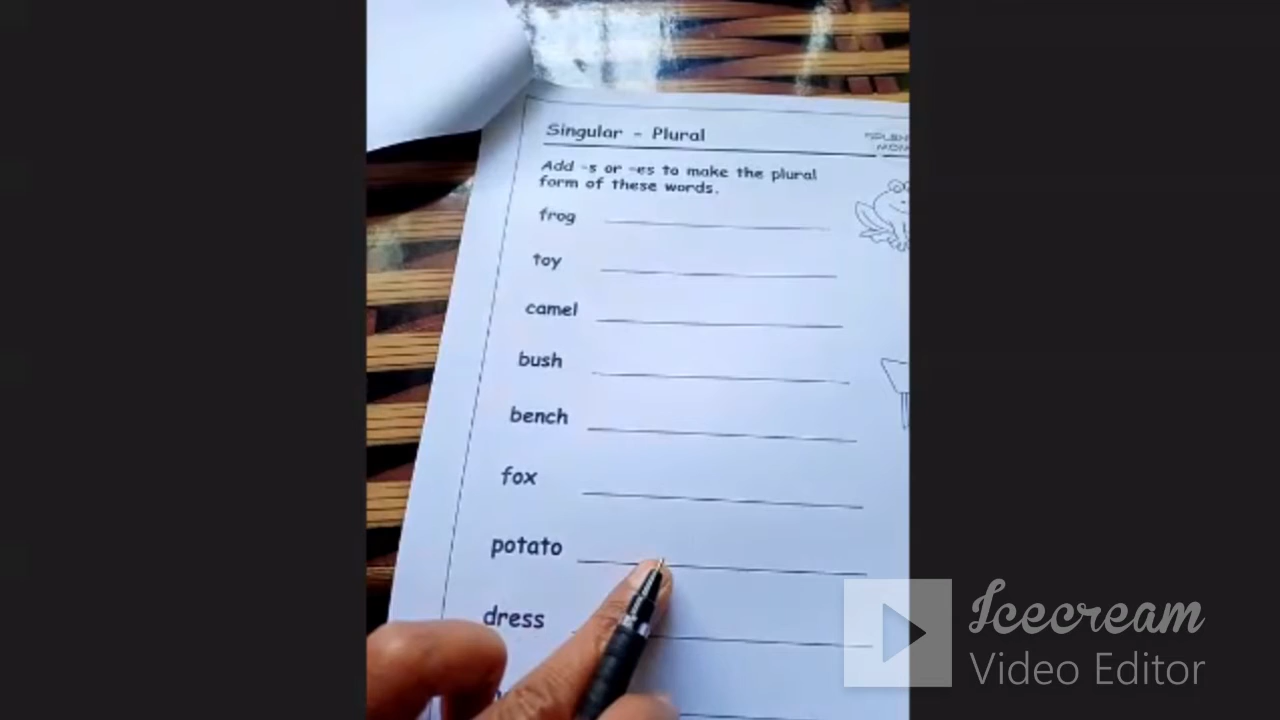 Singular - Plural
Add -s or -es to make the plural
form of these words.
frog
toy
camel
bush
bench
fox
potato
dress
Icecream
Video Editor